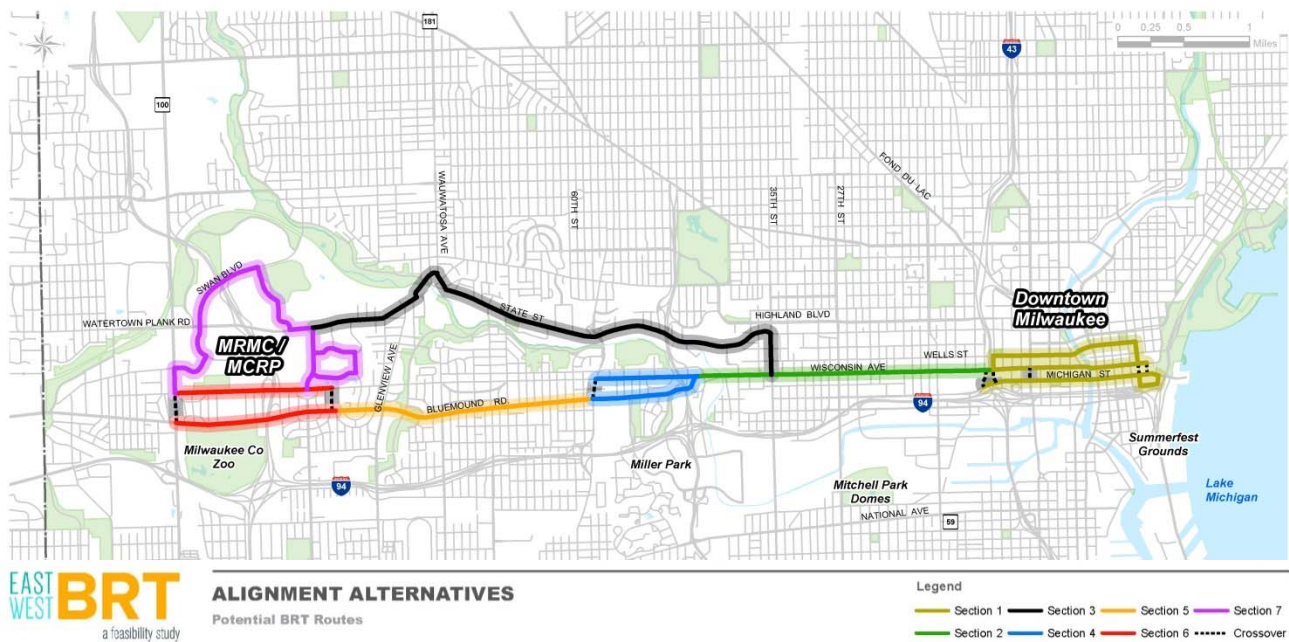 181
43
0 0.25 0.5 1
Miles
100
FOND DU LAC
WAUWATOSA AVE
60TH ST
35TH ST
27TH ST
SWAN BLVD
WATERTOWN PLANK RD
STATE ST
HIGHLAND BLVD
Downtown
Milwaukee
MRMC /
MCRP
GLENVIEW AVE
WELLS ST
WISCONSIN AVE
MICHIGAN ST
BLUEMOUND RD.
94
Milwaukee Co
Zoo
Miller Park
Summerfest
Grounds
94
Mitchell Park
Domes
Lake
Michigan
NATIONAL AVE
59
EAST
WEST
BRT
a feasibility study
ALIGNMENT ALTERNATIVES
Potential BRT Routes
Legend
Section 1 Section 3 Section 5 Section 7
Section 2 Section 4 Section 6 Crossover